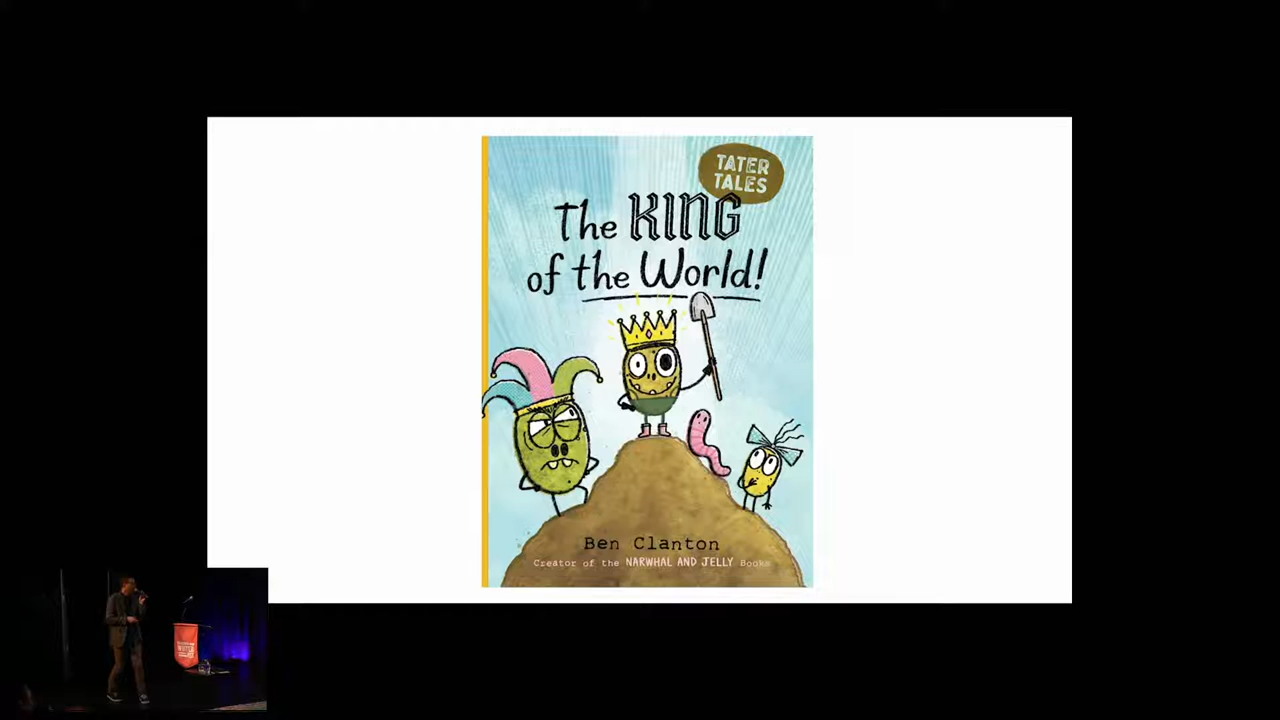 TATER
TALES
The KING
of the World!
Ben Clanton
Creator of the NARWHAL AND JELLY Books